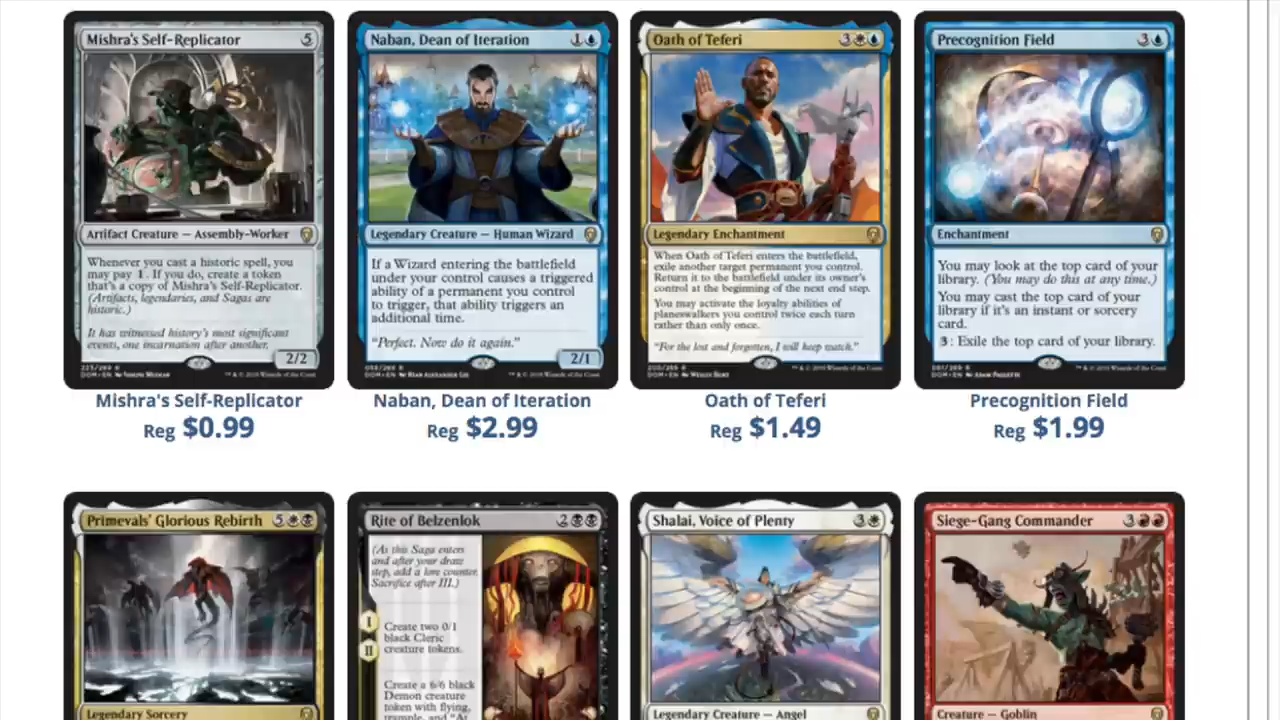 Mishra's Self-Replicator 5
Artifact Creature — Assembly-Worker
Whenever you cast a historic spell, you
may pay 1. If you do, create a token
that's a copy of Mishra's Self-Replicator.
(Artifacts, legendaries, and Sagas are
historic.)
It has witnessed history's most significant
events, one incarnation after another.
2/2
Mishra's Self-Replicator
Reg $0.99
Naban, Dean of Iteration 1
Legendary Creature — Human Wizard
If a Wizard entering the battlefield
under your control causes a triggered
ability of a permanent you control
to trigger, that ability triggers an
additional time.
"Perfect. Now do it again."
2/1
Naban, Dean of Iteration
Reg $2.99
Oath of Teferi 3
Legendary Enchantment
When Oath of Teferi enters the battlefield,
exile another target permanent you control.
Return it to the battlefield under its owner's
control at the beginning of the next end step.
You may activate the loyalty abilities of
planeswalkers you control twice each turn
rather than only once.
"For the lost and forgotten, I will keep watch."
Oath of Teferi
Reg $1.49
Precognition Field 3
Enchantment
You may look at the top card of your
library. (You may do this at any time.)
You may cast the top card of your
library if it's an instant or sorcery
card.
3: Exile the top card of your library.
Precognition Field
Reg $1.99
Primevals' Glorious Rebirth 5
Legendary Sorcery
Rite of Belzenlok 2
(As this Saga enters
and after your draw
step, add a lore counter.
Sacrifice after III.)
I
II
Create two 0/1
black Cleric
creature tokens.
Create a 6/6 black
Demon creature
token with flying,
trample, and "At
Shalai, Voice of Plenty 3
Legendary Creature — Angel
Siege-Gang Commander 3
Creature — Goblin